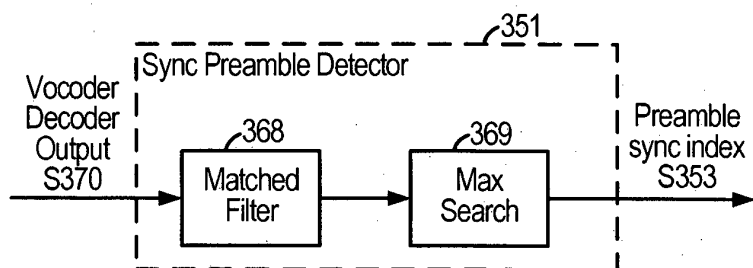 351
Sync Preamble Detector
Vocoder
Decoder
Output
S370
368
Matched
Filter
369
Max
Search
Preamble
sync index
S353